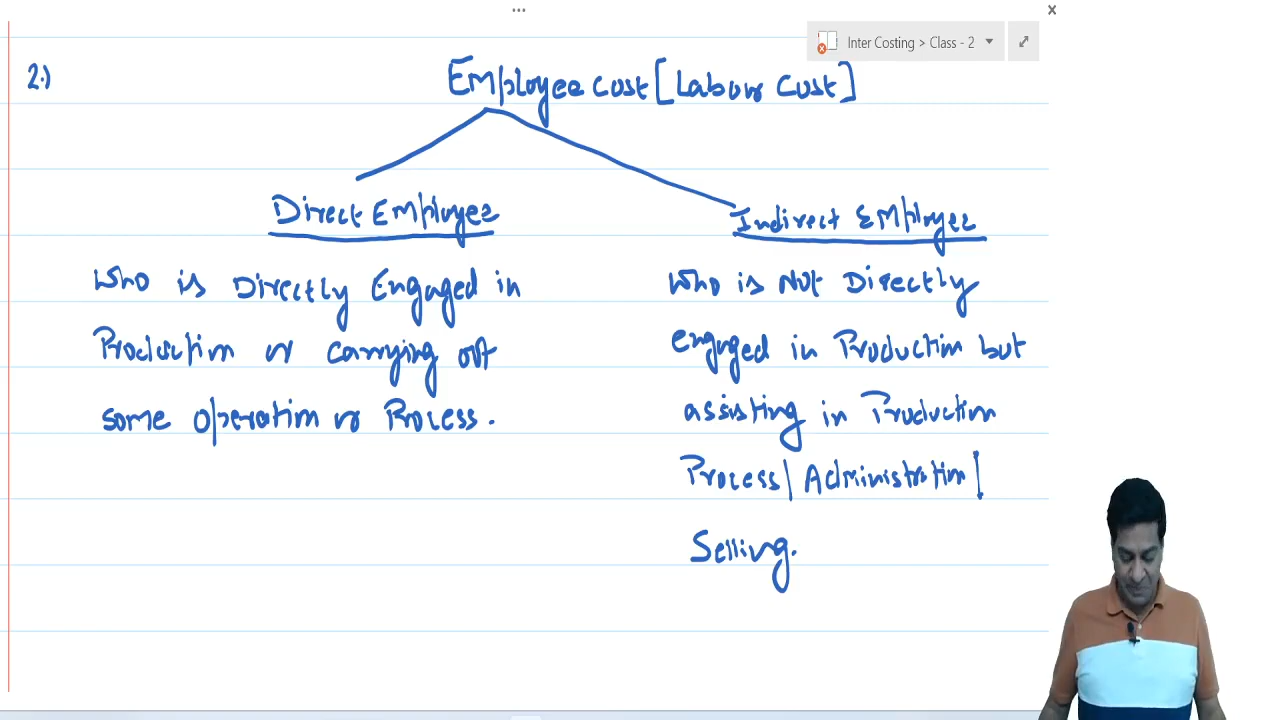 Inter Costing > Class - 2
2.)
Employee Cost [Labour Cost]
Direct Employee
Indirect Employee
Who is Directly Engaged in
Production or carrying out
some operation or Process.
Who is Not Directly
engaged in Production but
assisting in Production
Process| Administration|
Selling.